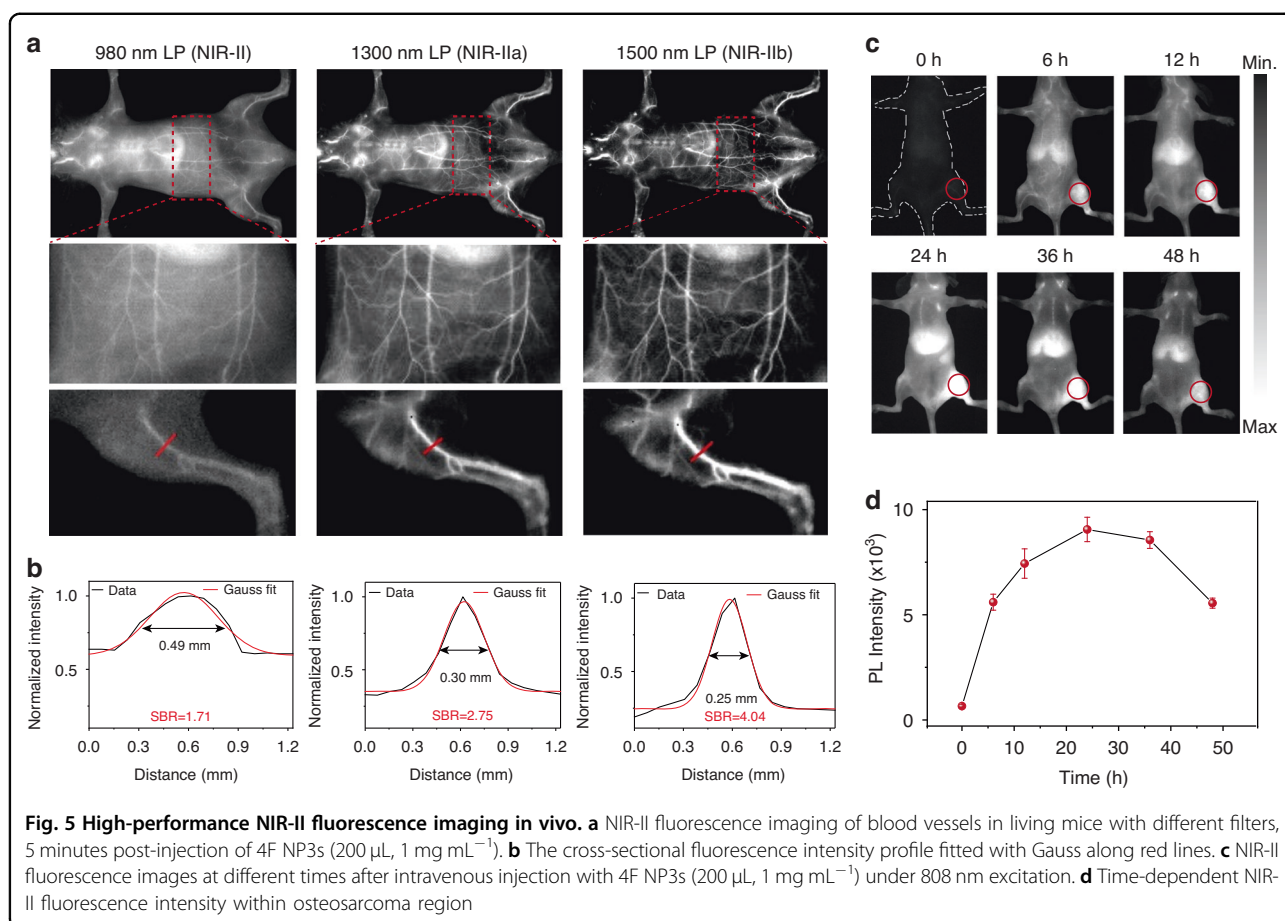 a
980 nm LP (NIR-II)
1300 nm LP (NIR-IIa)
1500 nm LP (NIR-IIb)
b
Normalized intensity
1.0
0.5
Data
Gauss fit
0.49 mm
SBR=1.71
0.0 0.3 0.6 0.9 1.2
Distance (mm)
Normalized intensity
1.0
0.5
Data
Gauss fit
0.30 mm
SBR=2.75
0.0 0.3 0.6 0.9 1.2
Distance (mm)
Normalized intensity
1.0
0.5
Data
Gauss fit
0.25 mm
SBR=4.04
0.0 0.3 0.6 0.9 1.2
Distance (mm)
c
0 h
6 h
12 h
24 h
36 h
48 h
Min.
Max
d
PL Intensity (x10³)
10
5
0
0 10 20 30 40 50
Time (h)
Fig. 5 High-performance NIR-II fluorescence imaging in vivo. a NIR-II fluorescence imaging of blood vessels in living mice with different filters,
5 minutes post-injection of 4F NP3s (200 μL, 1 mg mL⁻¹). b The cross-sectional fluorescence intensity profile fitted with Gauss along red lines. c NIR-II
fluorescence images at different times after intravenous injection with 4F NP3s (200 μL, 1 mg mL⁻¹) under 808 nm excitation. d Time-dependent NIR-
II fluorescence intensity within osteosarcoma region